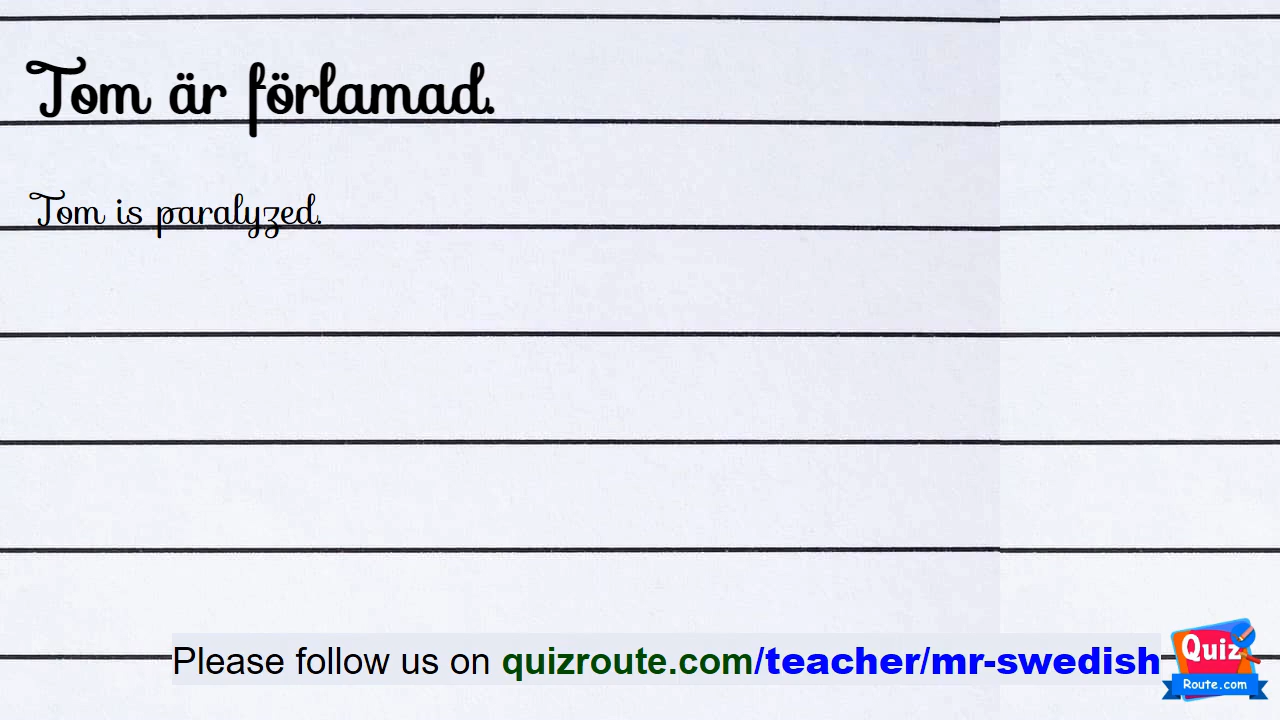 Tom är förlamad.
Tom is paralyzed.
Please follow us on quizroute.com/teacher/mr-swedish
Quiz
Route.com